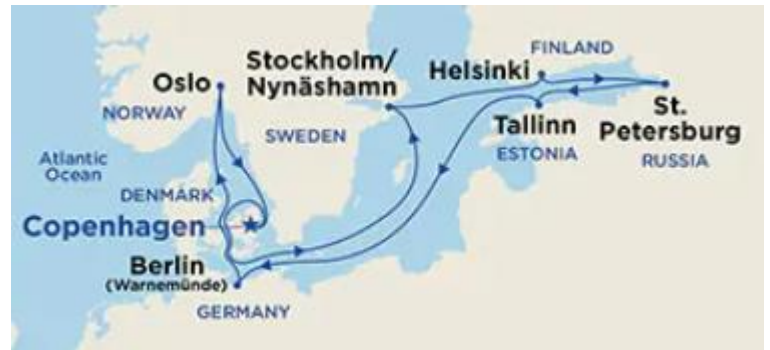 Stockholm/
Nynäshamn
Oslo
NORWAY
SWEDEN
Helsinki
FINLAND
St.
Petersburg
RUSSIA
Tallinn
ESTONIA
Atlantic
Ocean
DENMARK
Copenhagen
Berlin
(Warnemünde)
GERMANY